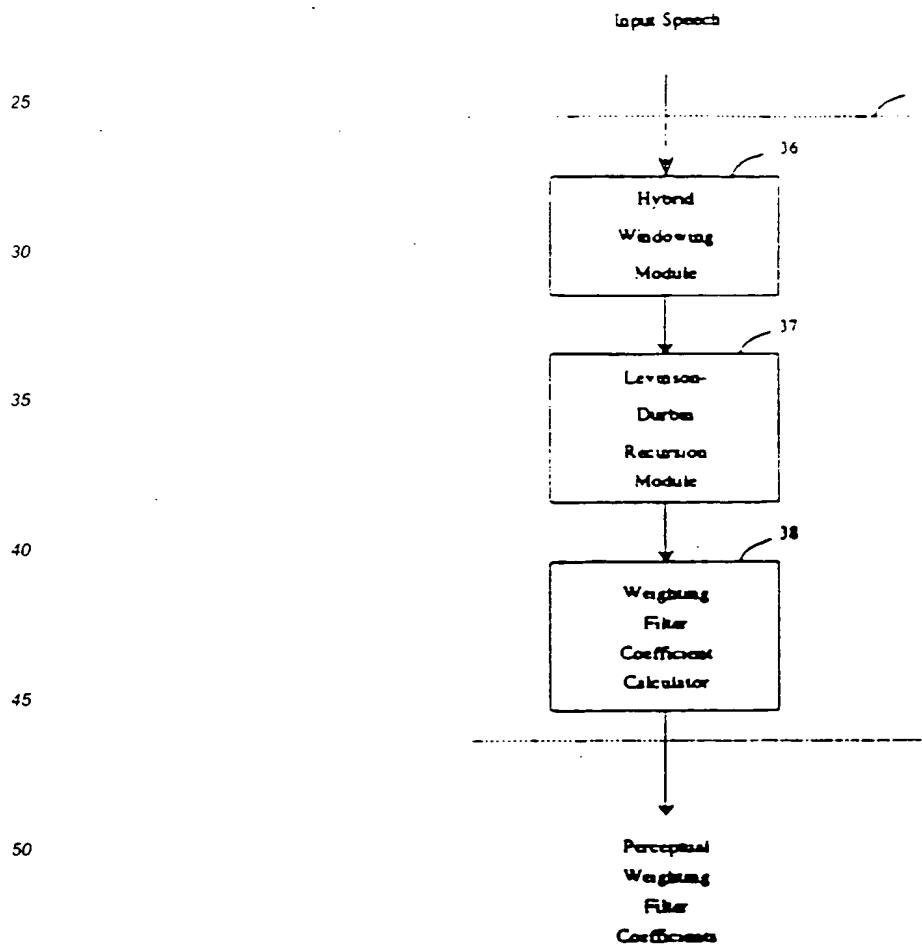 Input Speech
25
36
Hybrid
Windowing
30
Module
37
Levinson-
35
Durbin
Recursion
Module
40
38
Weighting
Filter
Coefficient
45
Calculator
50
Perceptual
Weighting
Filter
Coefficients